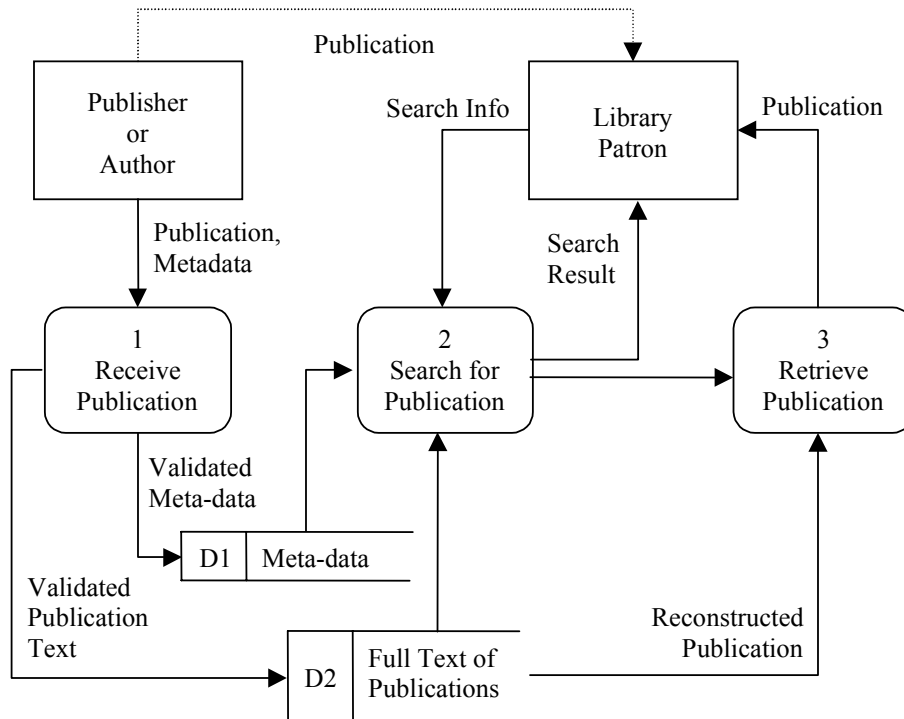 Publication
Publisher
or
Author
Search Info
Library
Patron
Publication
Publication,
Metadata
Search
Result
1
Receive
Publication
2
Search for
Publication
3
Retrieve
Publication
Validated
Meta-data
D1
Meta-data
Validated
Publication
Text
D2
Full Text of
Publications
Reconstructed
Publication